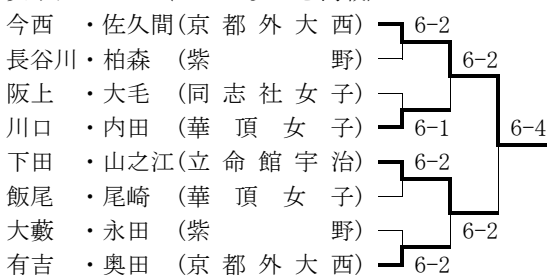 今西　・佐久間(京 都 外 大 西) 6-2
長谷川・柏森 (紫　　　　野) 6-2
阪上　・大毛 (同 志 社 女 子)
川口　・内田 (華 頂 女 子) 6-1 6-4
下田　・山之江(立 命 館 宇 治) 6-2
飯尾　・尾崎 (華 頂 女 子)
大藪　・永田 (紫　　　　野) 6-2
有吉　・奥田 (京 都 外 大 西) 6-2